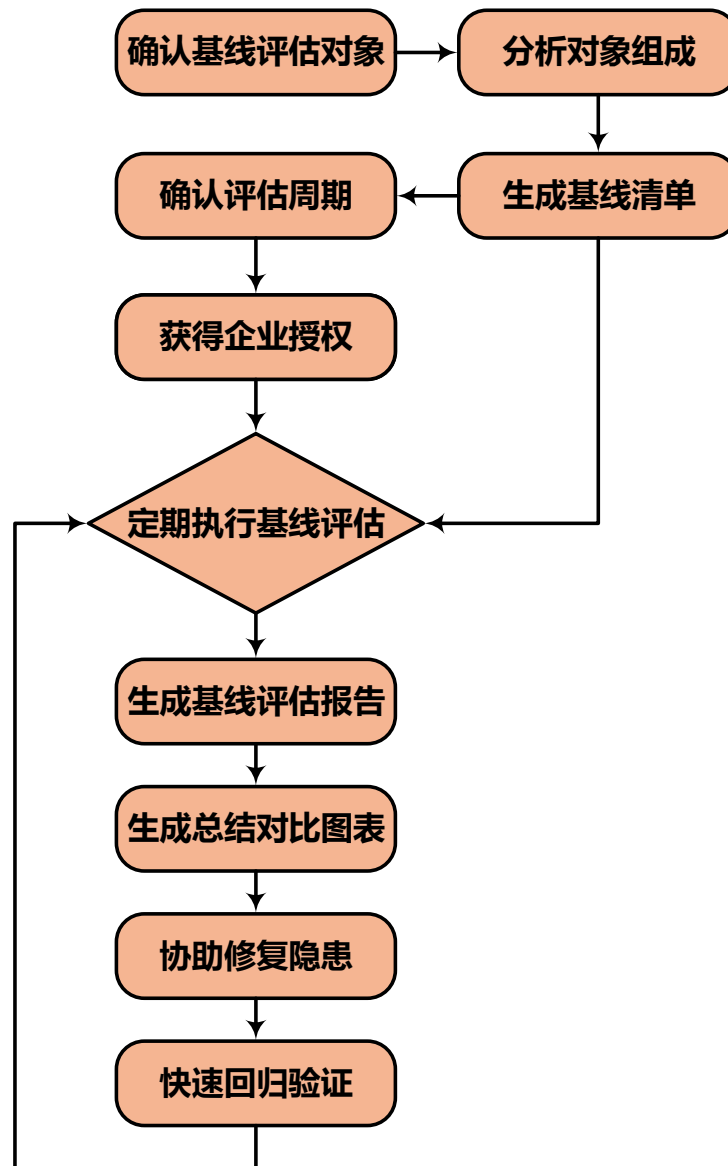 确认基线评估对象
分析对象组成
确认评估周期
生成基线清单
获得企业授权
定期执行基线评估
生成基线评估报告
生成总结对比图表
协助修复隐患
快速回归验证